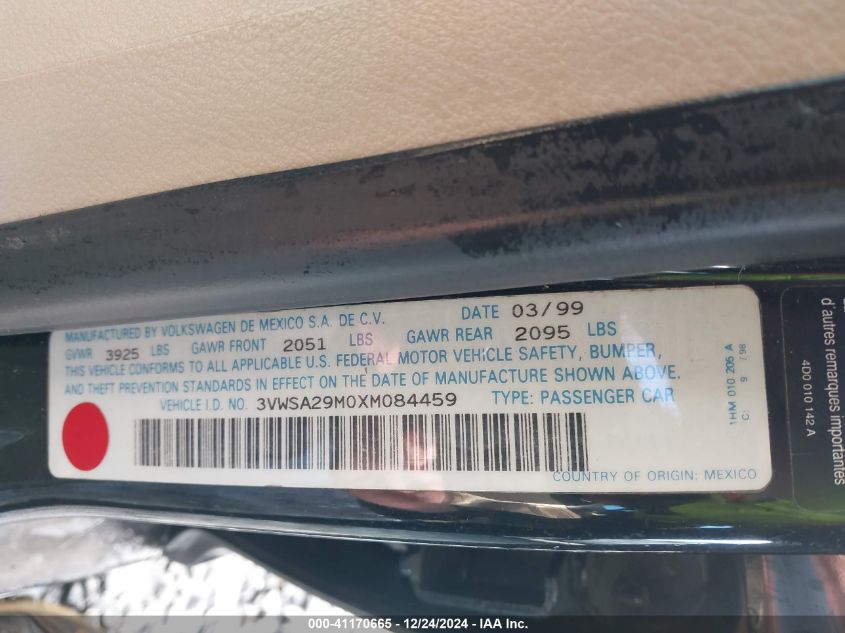 MANUFACTURED BY VOLKSWAGEN DE MEXICO S.A. DE C.V. DATE 03/99
GVWR 3925 LBS GAWR FRONT 2051 LBS GAWR REAR 2095 LBS
THIS VEHICLE CONFORMS TO ALL APPLICABLE U.S. FEDERAL MOTOR VEHICLE SAFETY, BUMPER,
AND THEFT PREVENTION STANDARDS IN EFFECT ON THE DATE OF MANUFACTURE SHOWN ABOVE.
VEHICLE I.D. NO. 3VWSA29M0XM084459 TYPE: PASSENGER CAR
COUNTRY OF ORIGIN: MEXICO
1HM 010 206 A
C: 9 / 98
d'autres remarques importantes
4D0 010 142 A
000-41170665 - 12/24/2024 - IAA Inc.